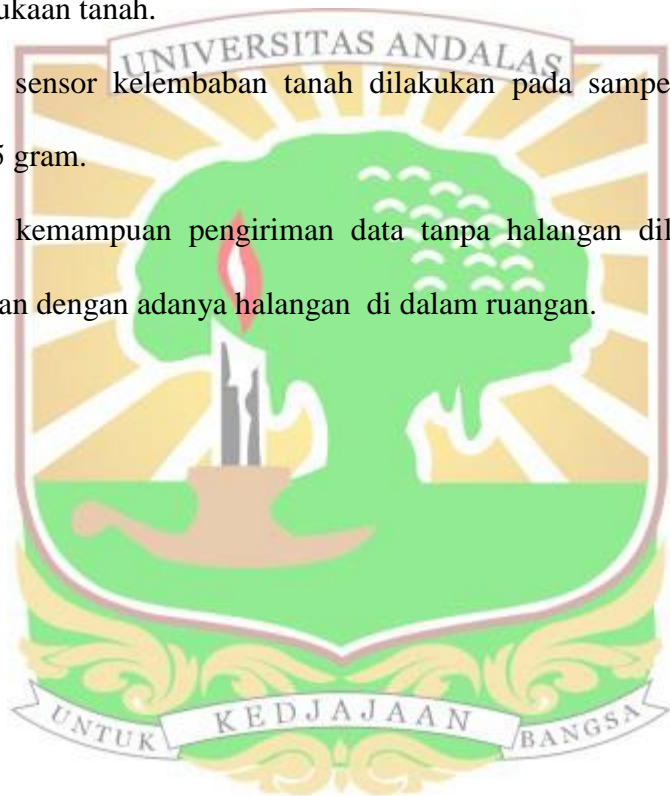 ukaan tanah.
UNIVERSITAS ANDALAS
sensor kelembaban tanah dilakukan pada sampe
5 gram.
kemampuan pengiriman data tanpa halangan dil
an dengan adanya halangan di dalam ruangan.
UNTUK KEDJAJAAN BANGSA